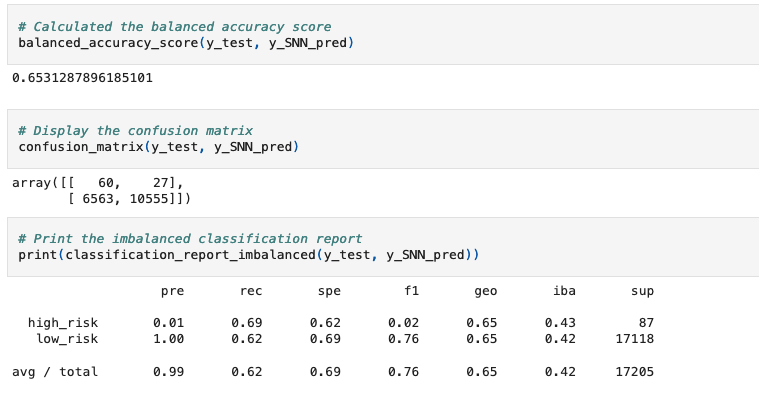 # Calculated the balanced accuracy score
balanced_accuracy_score(y_test, y_SNN_pred)
0.6531287896185101
# Display the confusion matrix
confusion_matrix(y_test, y_SNN_pred)
array([[   60,    27],
       [ 6563, 10555]])
# Print the imbalanced classification report
print(classification_report_imbalanced(y_test, y_SNN_pred))
pre rec spe f1 geo iba sup
high_risk 0.01 0.69 0.62 0.02 0.65 0.43 87
low_risk 1.00 0.62 0.69 0.76 0.65 0.42 17118
avg / total 0.99 0.62 0.69 0.76 0.65 0.42 17205